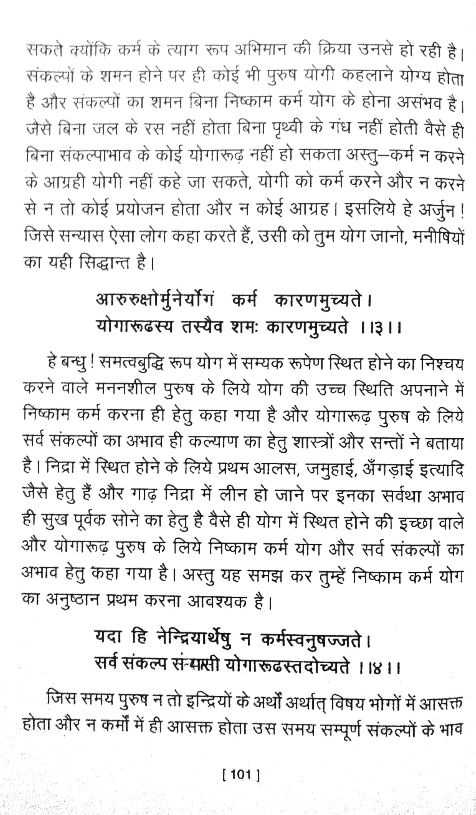 सकते क्योंकि कर्म के त्याग रूप अभिमान की क्रिया उनसे हो रही है।
संकल्पों के शमन होने पर ही कोई भी पुरुष योगी कहलाने योग्य होता
है और संकल्पों का शमन बिना निष्काम कर्म योग के होना असंभव है।
जैसे बिना जल के रस नहीं होता बिना पृथ्वी के गंध नहीं होती वैसे ही
बिना संकल्पाभाव के कोई योगारूढ़ नहीं हो सकता अस्तु–कर्म न करने
के आग्रही योगी नहीं कहे जा सकते, योगी को कर्म करने और न करने
से न तो कोई प्रयोजन होता और न कोई आग्रह। इसलिये हे अर्जुन !
जिसे सन्यास ऐसा लोग कहा करते हैं, उसी को तुम योग जानो, मनीषियों
का यही सिद्धान्त है।
आरुरुक्षोर्मुनेर्योगं कर्म कारणमुच्यते।
योगारूढस्य तस्यैव शमः कारणमुच्यते ।।३।।
हे बन्धु ! समत्वबुद्धि रूप योग में सम्यक रूपेण स्थित होने का निश्चय
करने वाले मननशील पुरुष के लिये योग की उच्च स्थिति अपनाने में
निष्काम कर्म करना ही हेतु कहा गया है और योगारूढ़ पुरुष के लिये
सर्व संकल्पों का अभाव ही कल्याण का हेतु शास्त्रों और सन्तों ने बताया
है। निद्रा में स्थित होने के लिये प्रथम आलस, जमुहाई, अँगड़ाई इत्यादि
जैसे हेतु हैं और गाढ़ निद्रा में लीन हो जाने पर इनका सर्वथा अभाव
ही सुख पूर्वक सोने का हेतु है वैसे ही योग में स्थित होने की इच्छा वाले
और योगारूढ़ पुरुष के लिये निष्काम कर्म योग और सर्व संकल्पों का
अभाव हेतु कहा गया है। अस्तु यह समझ कर तुम्हें निष्काम कर्म योग
का अनुष्ठान प्रथम करना आवश्यक है।
यदा हि नेन्द्रियार्थेषु न कर्मस्वनुषज्जते।
सर्व संकल्प संन्यासी योगारूढस्तदोच्यते ।।४।।
जिस समय पुरुष न तो इन्द्रियों के अर्थों अर्थात् विषय भोगों में आसक्त
होता और न कर्मों में ही आसक्त होता उस समय सम्पूर्ण संकल्पों के भाव
[ 101 ]